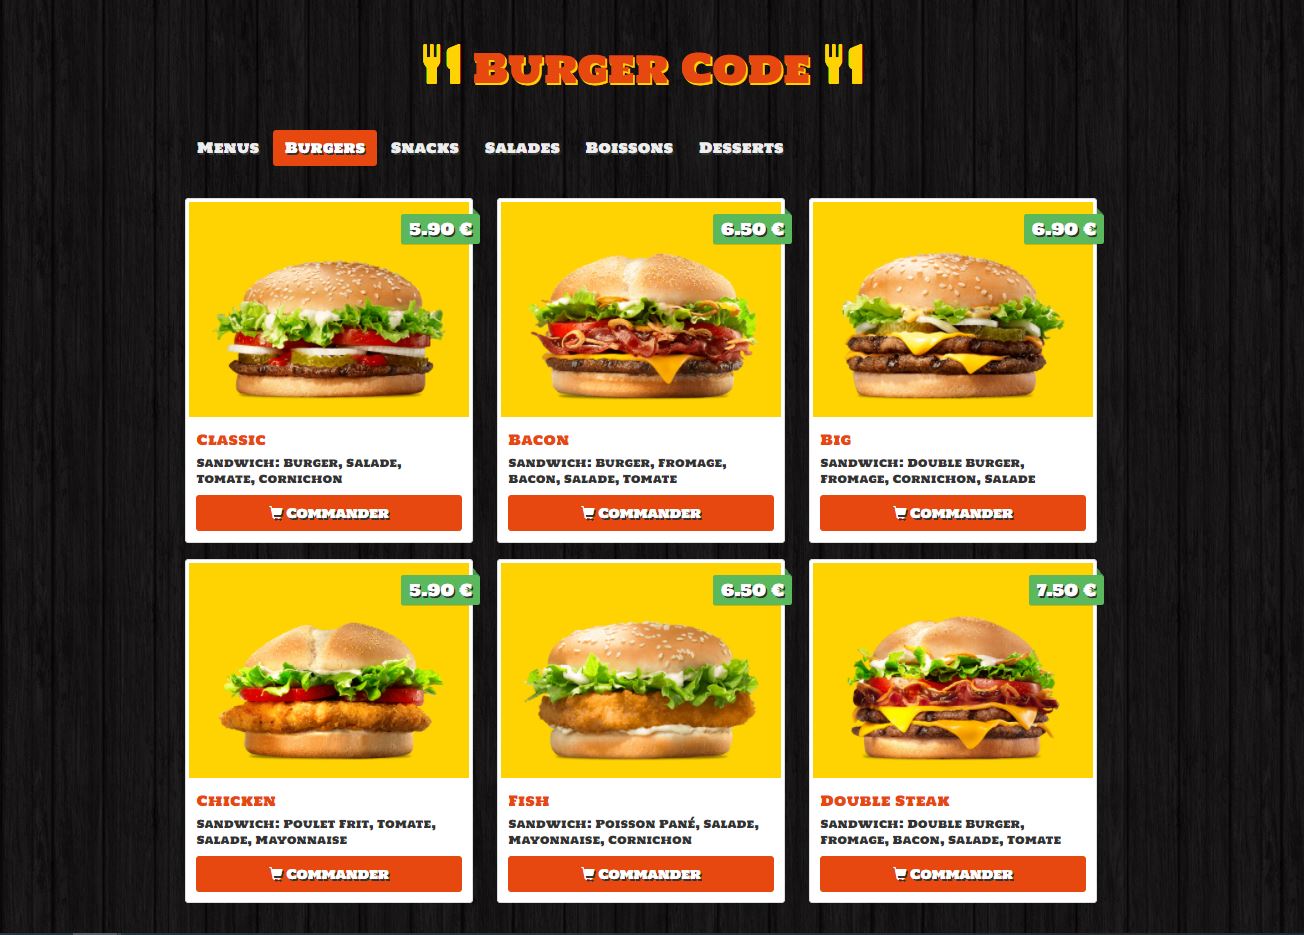 Burger Code
Menus Burgers Snacks Salades Boissons Desserts
5.90 €
Classic
Sandwich: Burger, Salade,
Tomate, Cornichon
Commander
6.50 €
Bacon
Sandwich: Burger, Fromage,
Bacon, Salade, Tomate
Commander
6.90 €
Big
Sandwich: Double Burger,
Fromage, Cornichon, Salade
Commander
5.90 €
Chicken
Sandwich: Poulet Frit, Tomate,
Salade, Mayonnaise
Commander
6.50 €
Fish
Sandwich: Poisson Pané, Salade,
Mayonnaise, Cornichon
Commander
7.50 €
Double Steak
Sandwich: Double Burger,
Fromage, Bacon, Salade, Tomate
Commander